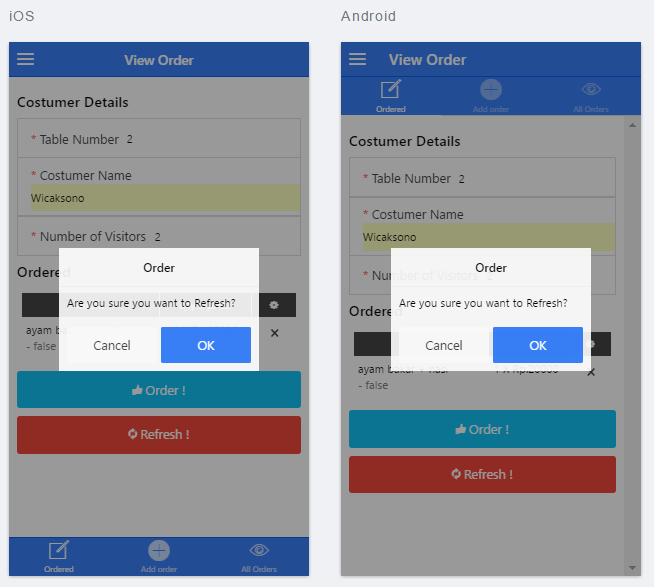 iOS
View Order
Costumer Details
* Table Number 2
* Costumer Name
Wicaksono
* Number of Visitors 2
Ordered
Order
Are you sure you want to Refresh?
ayam ba
- false
Cancel
OK
Order !
Refresh !
Ordered
Add order
All Orders
Android
View Order
Ordered
Add order
All Orders
Costumer Details
* Table Number 2
* Costumer Name
Wicaksono
* Number of Visitors 2
Ordered
Order
Are you sure you want to Refresh?
Cancel
OK
ayam bakar + nasi
1 X Rp.20000
- false
Order !
Refresh !